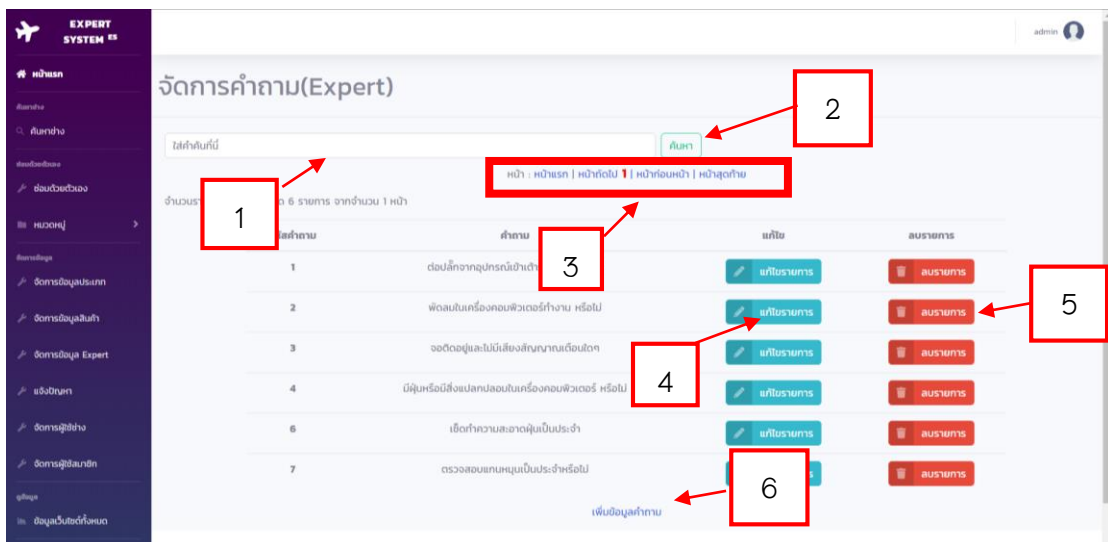 EXPERT
SYSTEM ES
admin
หน้าแรก
ค้นหาช่าง
ค้นหาช่าง
ซ่อมด้วยตัวเอง
ซ่อมด้วยตัวเอง
หมวดหมู่
จัดการข้อมูล
จัดการข้อมูลประเภท
จัดการข้อมูลสินค้า
จัดการข้อมูล Expert
แจ้งปัญหา
จัดการผู้ใช้ช่าง
จัดการผู้ใช้สมาชิก
ดูข้อมูล
ข้อมูลเว็บไซต์ทั้งหมด
จัดการคำถาม(Expert)
ใส่คำค้นที่นี่
ค้นหา
หน้า : หน้าแรก | หน้าถัดไป 1 | หน้าก่อนหน้า | หน้าสุดท้าย
6 รายการ จากจำนวน 1 หน้า
คำถาม แก้ไข ลบรายการ
1 แก้ไขรายการ ลบรายการ
2 พัดลมในเครื่องคอมพิวเตอร์ทำงาน หรือไม่ แก้ไขรายการ ลบรายการ
3 จอติดอยู่และไม่มีเสียงสัญญาณเตือนใดๆ แก้ไขรายการ ลบรายการ
4 มีฝุ่นหรือมีสิ่งแปลกปลอมในเครื่องคอมพิวเตอร์ หรือไม่ แก้ไขรายการ ลบรายการ
6 เช็ดทำความสะอาดฝุ่นเป็นประจำ แก้ไขรายการ ลบรายการ
7 ตรวจสอบแกนหมุนเป็นประจำหรือไม่ ลบรายการ
เพิ่มข้อมูลคำถาม
1
2
3
4
5
6